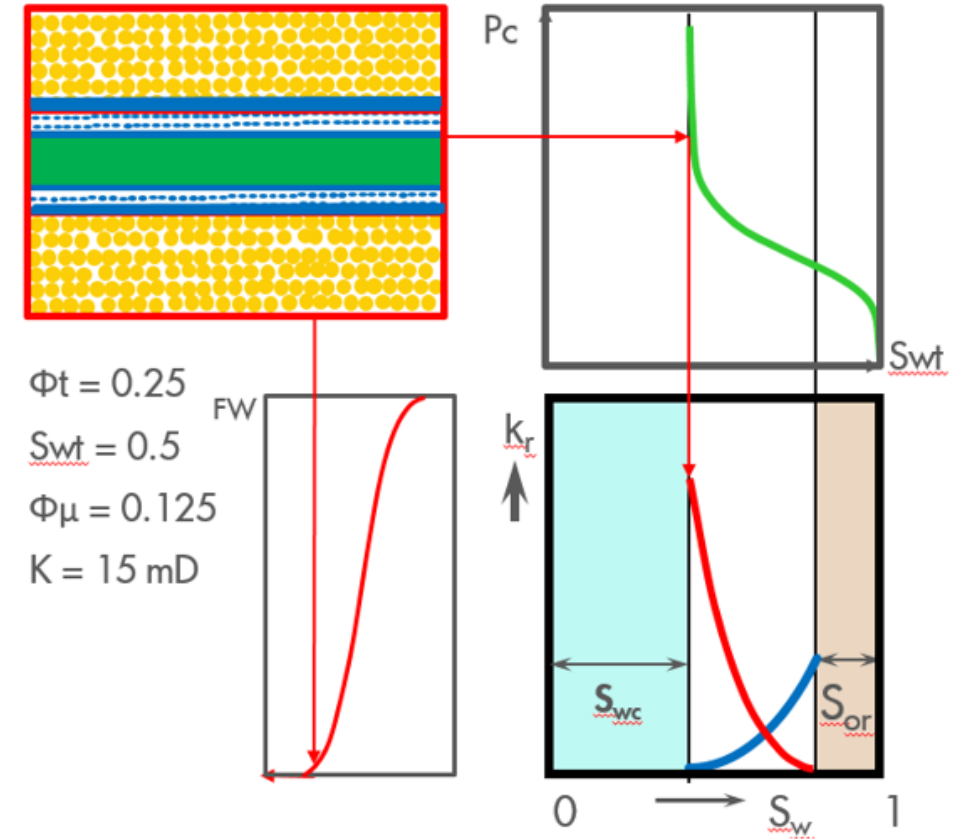 Pc
Swt
Φt = 0.25
Swt = 0.5
Φμ = 0.125
K = 15 mD
FW
kr
Swc
Sor
0
Sw
1